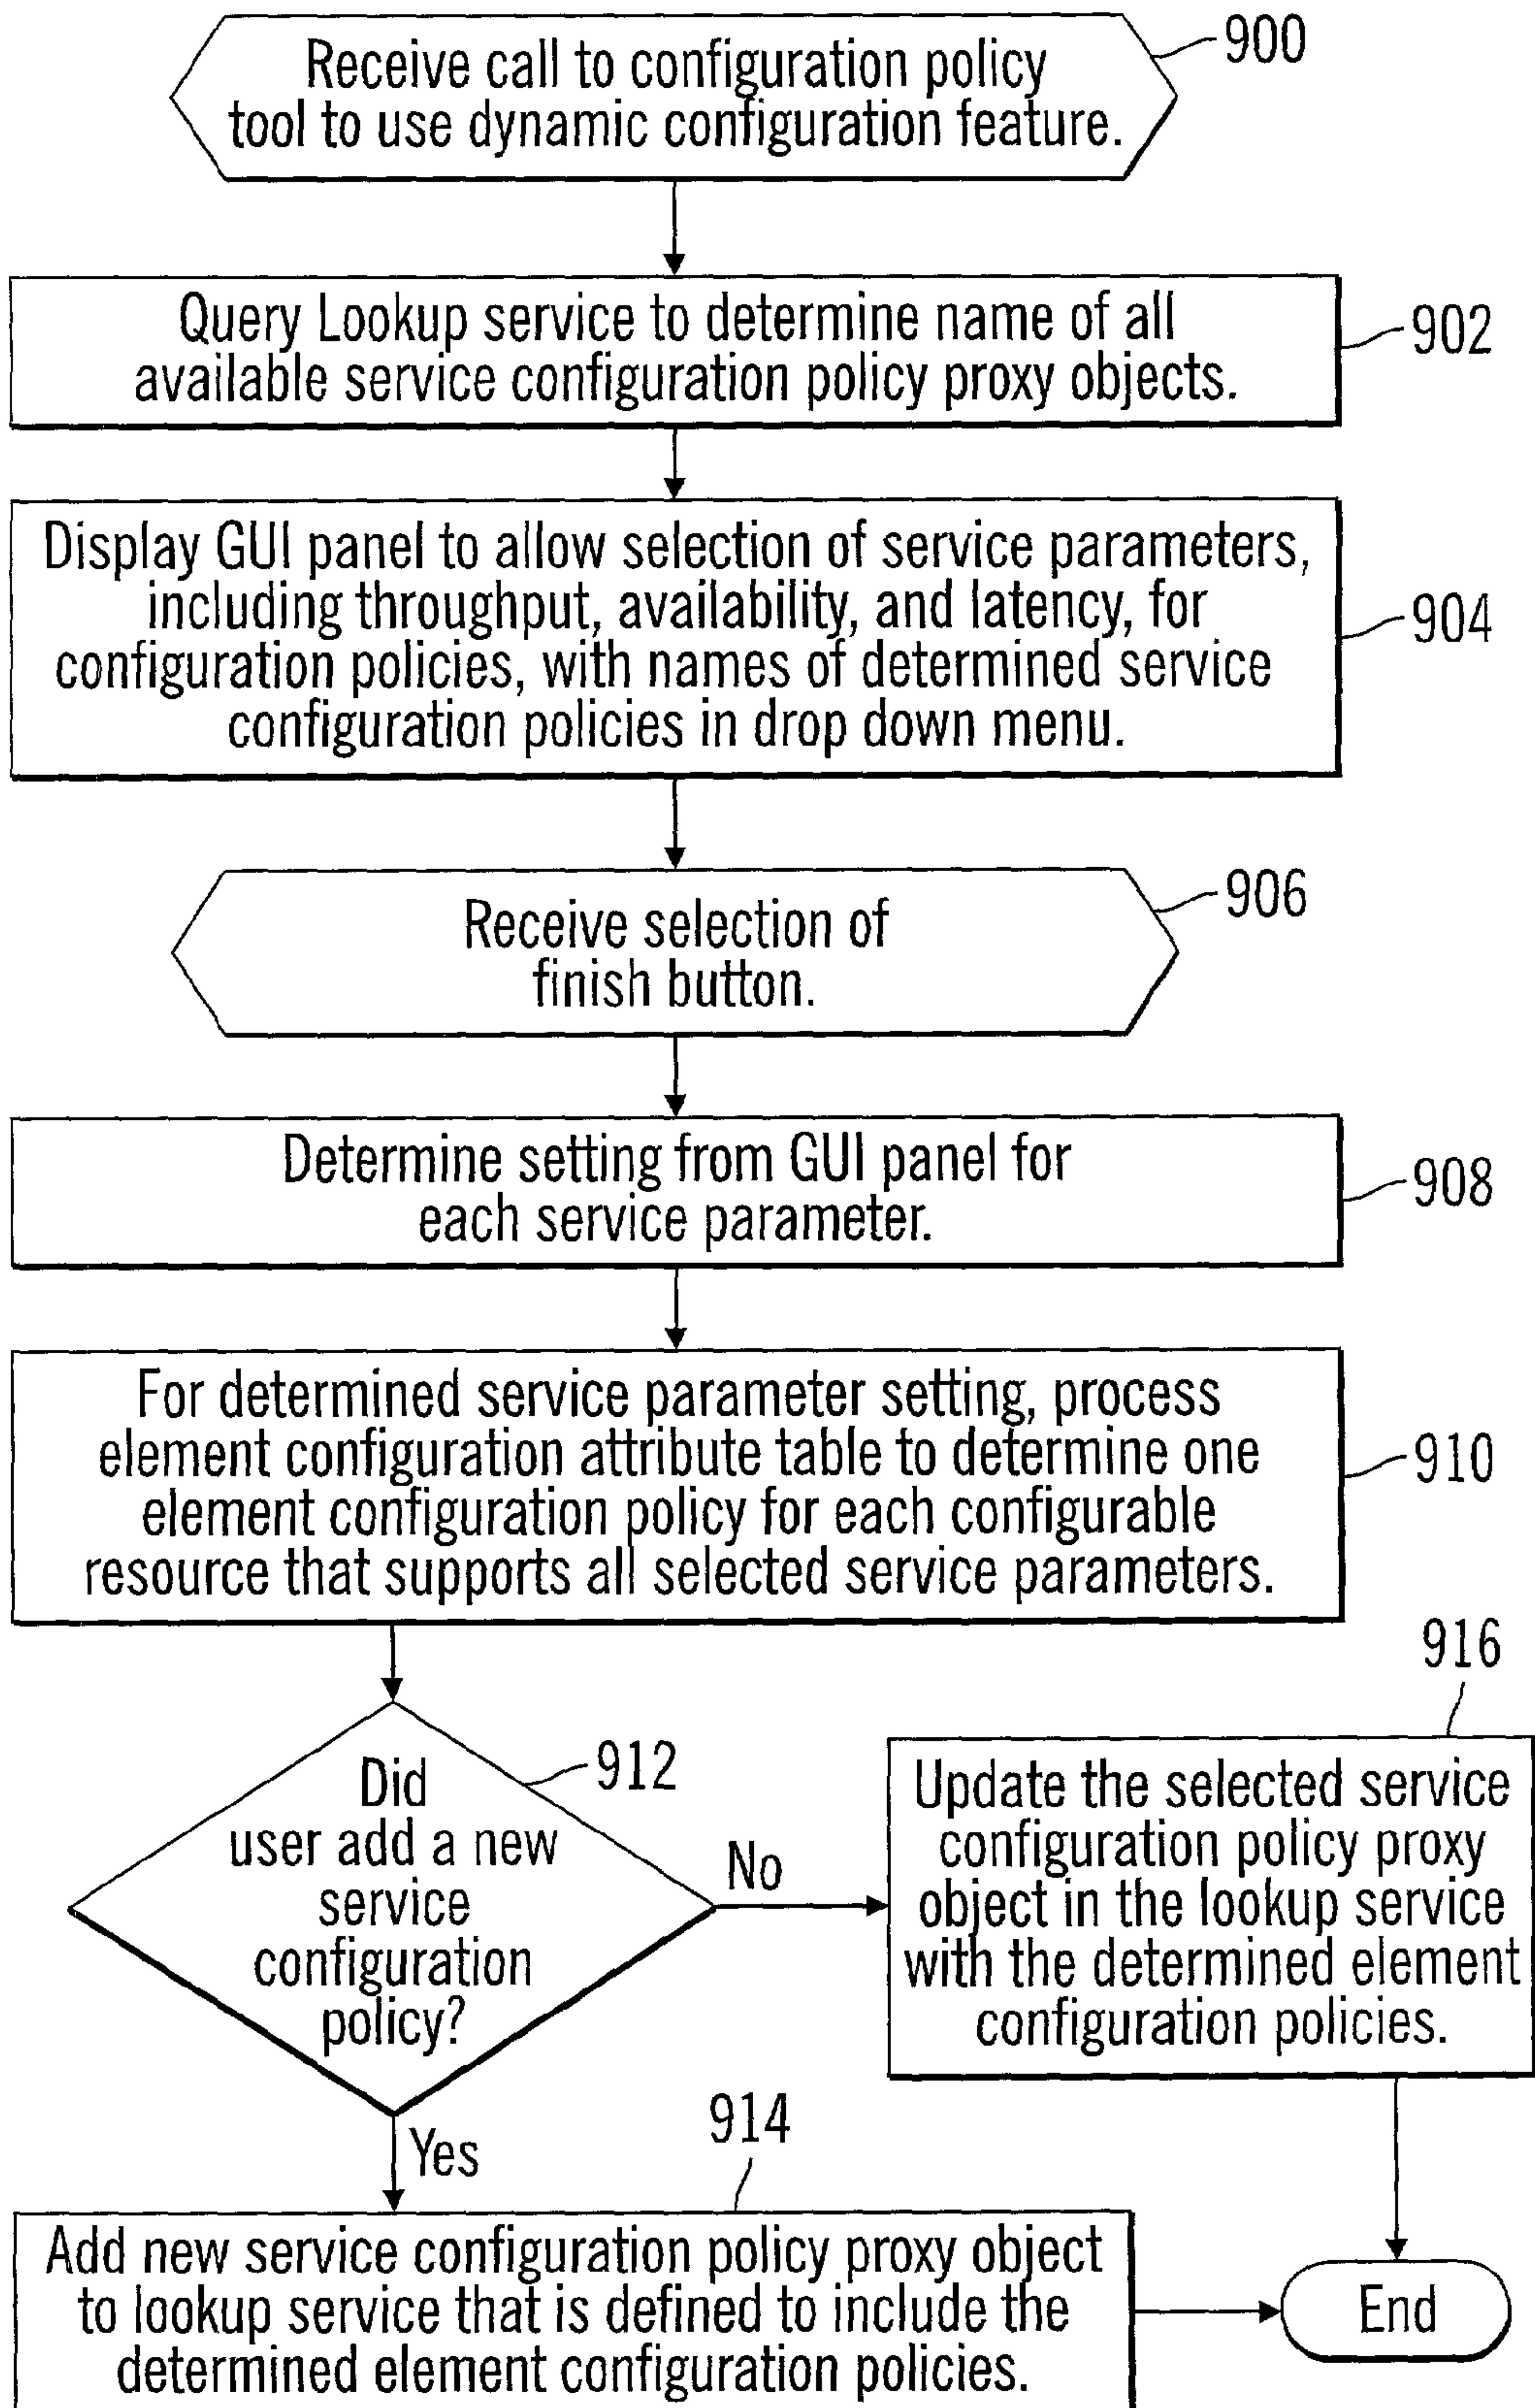 Receive call to configuration policy
tool to use dynamic configuration feature.
900
Query Lookup service to determine name of all
available service configuration policy proxy objects.
902
Display GUI panel to allow selection of service parameters,
including throughput, availability, and latency, for
configuration policies, with names of determined service
configuration policies in drop down menu.
904
Receive selection of
finish button.
906
Determine setting from GUI panel for
each service parameter.
908
For determined service parameter setting, process
element configuration attribute table to determine one
element configuration policy for each configurable
resource that supports all selected service parameters.
910
Did
user add a new
service
configuration
policy?
912
No
916
Update the selected service
configuration policy proxy
object in the lookup service
with the determined element
configuration policies.
Yes
914
Add new service configuration policy proxy object
to lookup service that is defined to include the
determined element configuration policies.
End